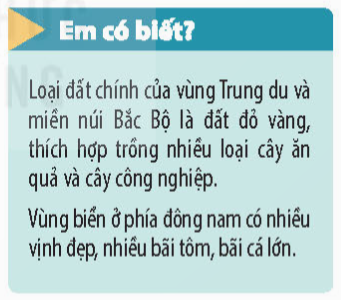 Em có biết?
Loại đất chính của vùng Trung du và
miền núi Bắc Bộ là đất đỏ vàng,
thích hợp trồng nhiều loại cây ăn
quả và cây công nghiệp.
Vùng biển ở phía đông nam có nhiều
vịnh đẹp, nhiều bãi tôm, bãi cá lớn.